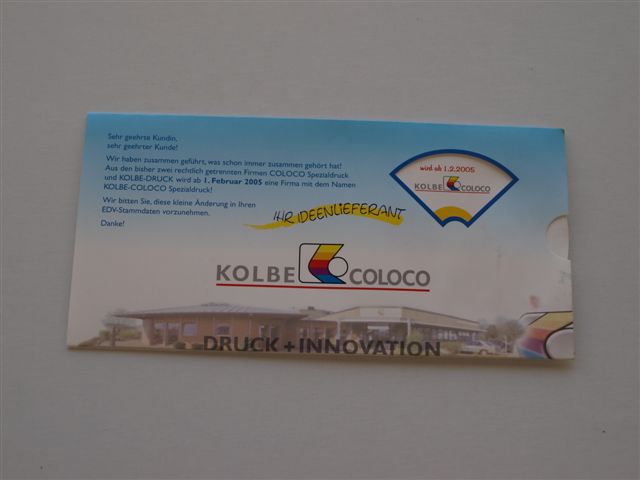 Sehr geehrte Kundin,
sehr geehrter Kunde!
Wir haben zusammen geführt, was schon immer zusammen gehört hat!
Aus den bisher zwei rechtlich getrennten Firmen COLOCO Spezialdruck
und KOLBE-DRUCK wird ab 1. Februar 2005 eine Firma mit dem Namen
KOLBE-COLOCO Spezialdruck!
Wir bitten Sie, diese kleine Änderung in Ihren
EDV-Stammdaten vorzunehmen.
Danke!
wird ab 1.2.2005
KOLBE COLOCO
IHR IDEENLIEFERANT
KOLBE COLOCO
DRUCK + INNOVATION